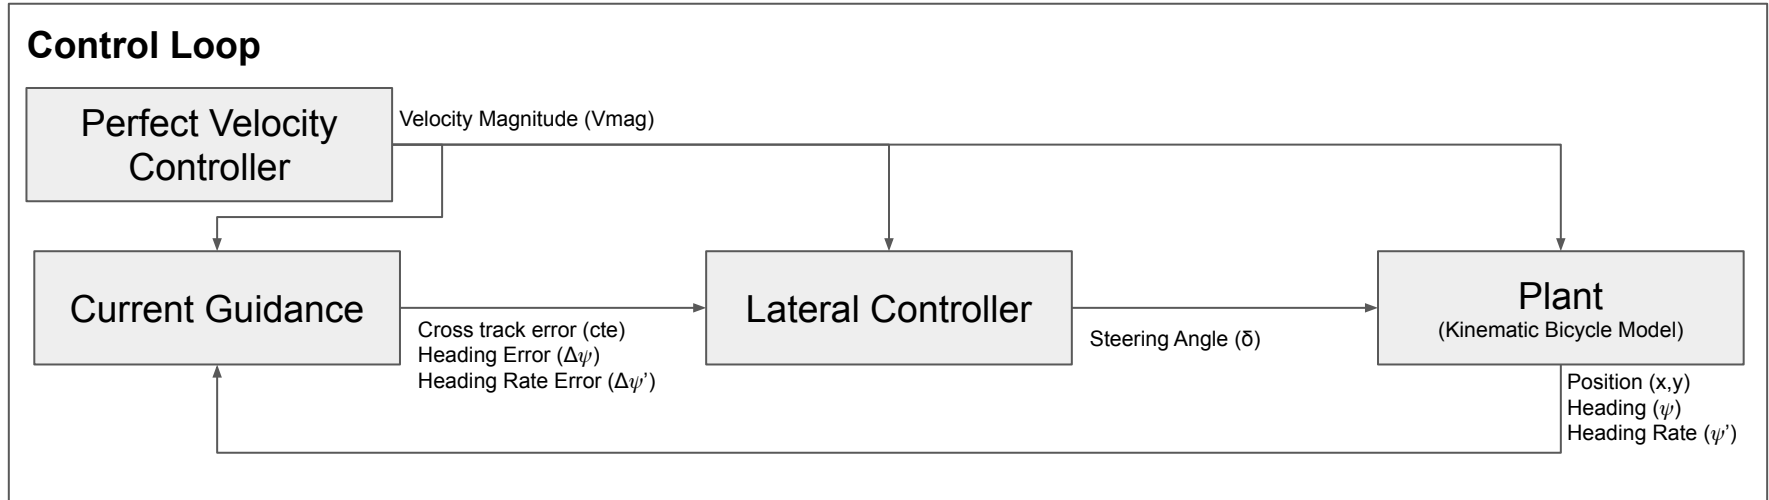 Control Loop
Perfect Velocity
Controller
Velocity Magnitude (Vmag)
Current Guidance
Cross track error (cte)
Heading Error (Δψ)
Heading Rate Error (Δψ’)
Lateral Controller
Steering Angle (δ)
Plant
(Kinematic Bicycle Model)
Position (x,y)
Heading (ψ)
Heading Rate (ψ’)